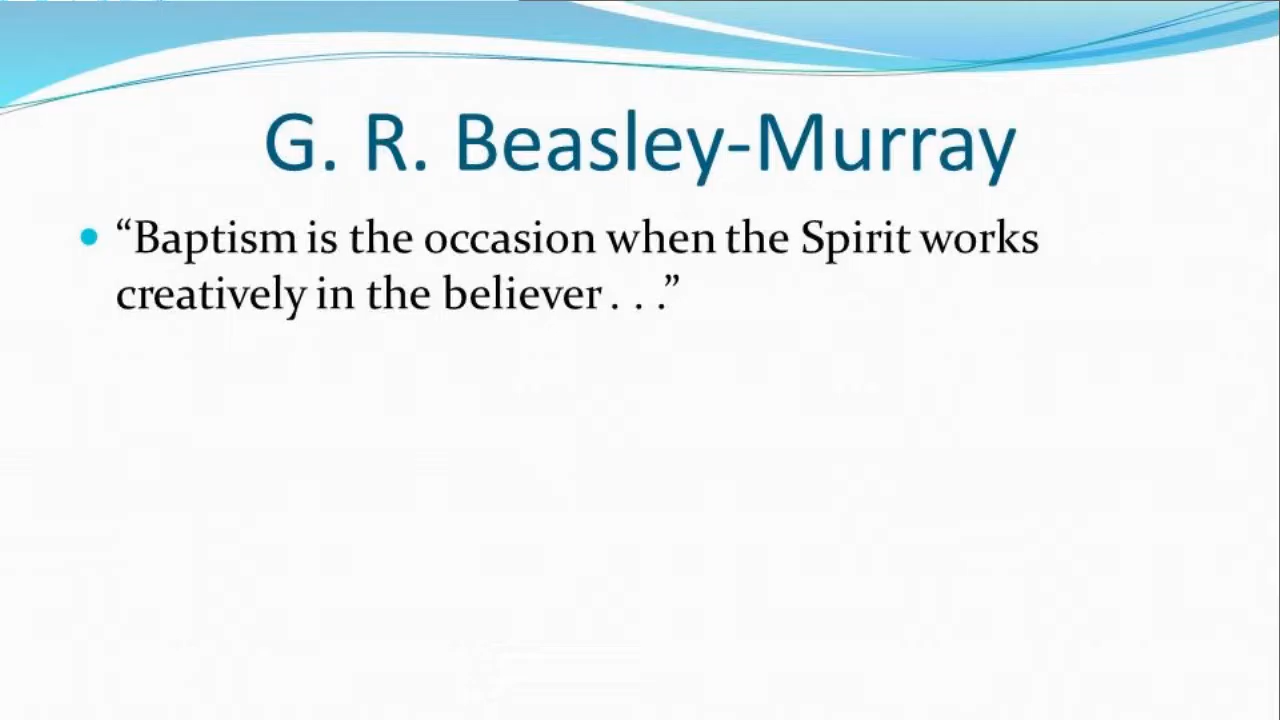 G. R. Beasley-Murray
• “Baptism is the occasion when the Spirit works
creatively in the believer . . .”